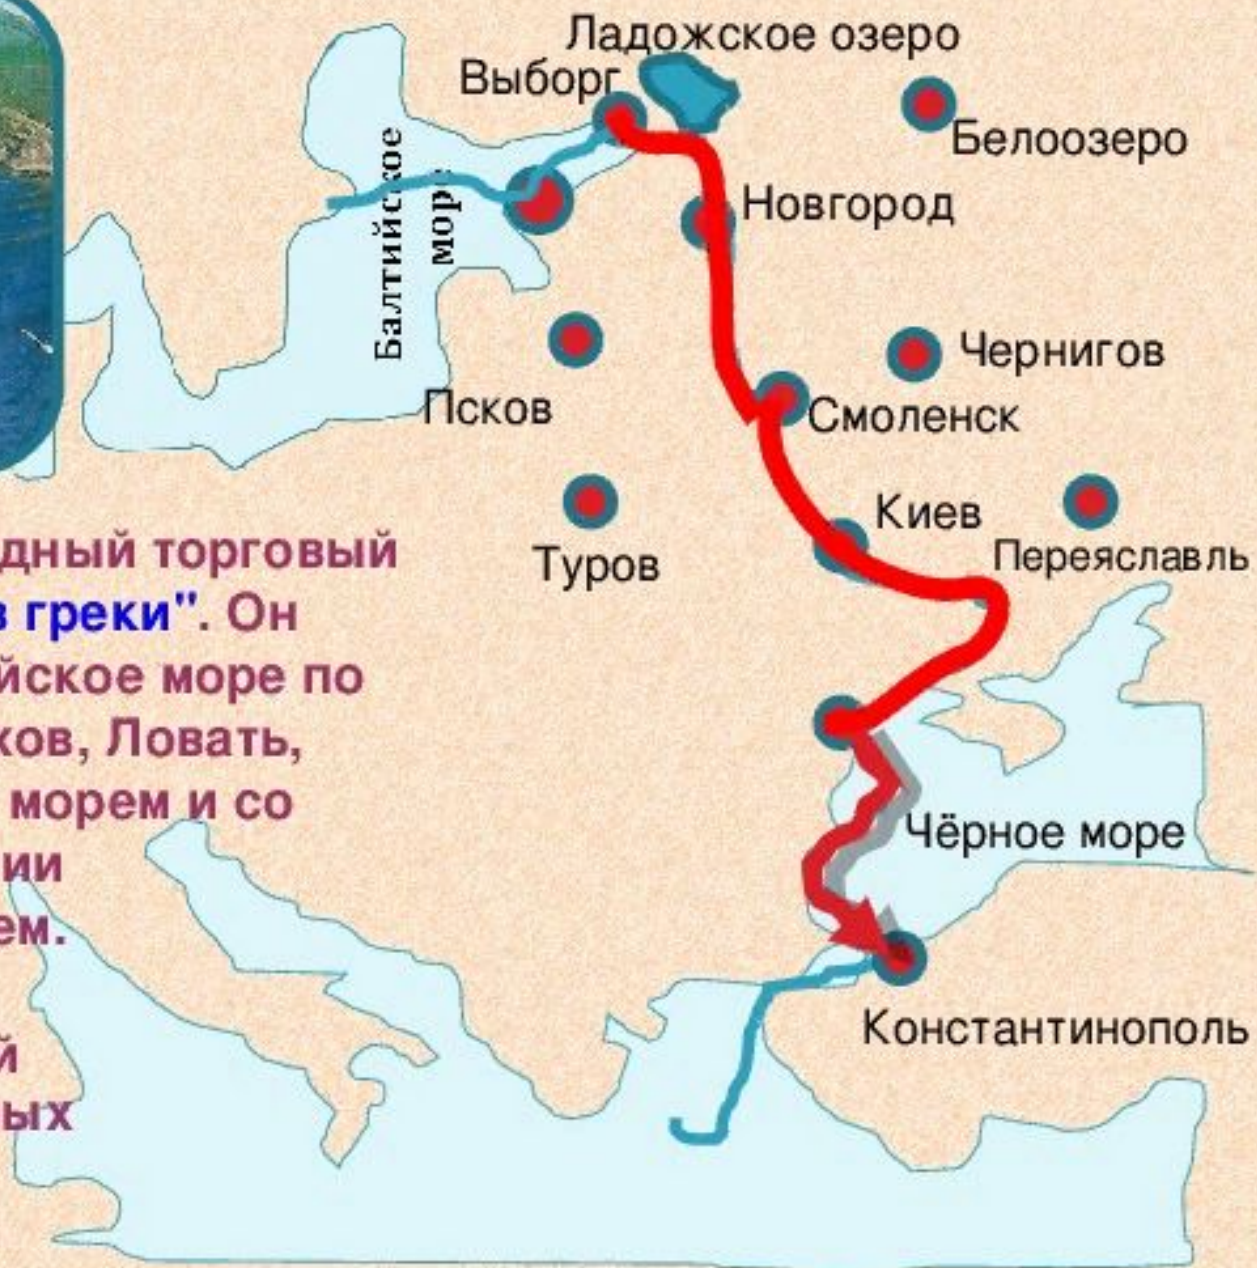 Ладожское озеро
Выборг
Белоозеро
Балтийское
море
Новгород
Чернигов
Псков
Смоленск
Киев
Переяславль
Туров
дный торговый
в греки". Он
йское море по
ков, Ловать,
морем и со
ии
ем.
й
ых
Чёрное море
Константинополь